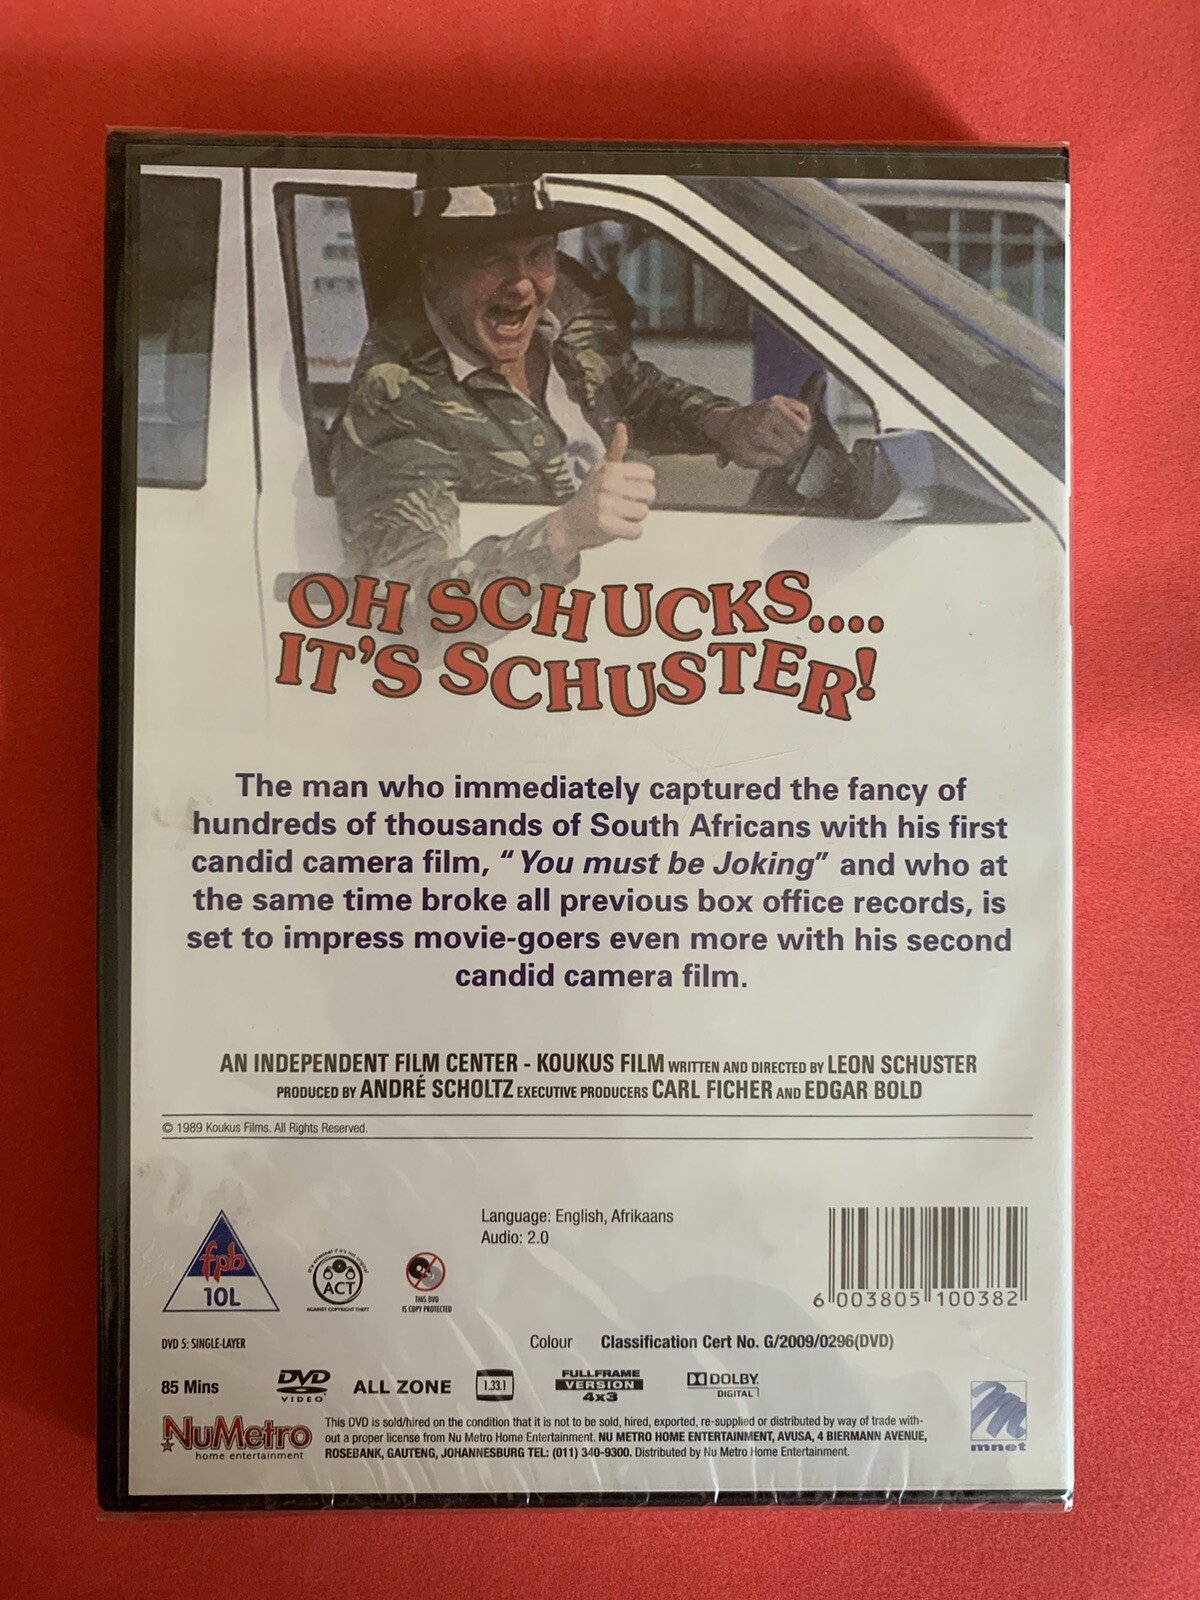 OH SCHUCKS....
IT'S SCHUSTER!
The man who immediately captured the fancy of
hundreds of thousands of South Africans with his first
candid camera film, “You must be Joking” and who at
the same time broke all previous box office records, is
set to impress movie-goers even more with his second
candid camera film.
AN INDEPENDENT FILM CENTER - KOUKUS FILM WRITTEN AND DIRECTED BY LEON SCHUSTER
PRODUCED BY ANDRÉ SCHOLTZ EXECUTIVE PRODUCERS CARL FICHER AND EDGAR BOLD
© 1989 Koukus Films. All Rights Reserved.
Language: English, Afrikaans
Audio: 2.0
fpb
10L
ACT
AGAINST COPYRIGHT THEFT
THIS DVD
IS COPY PROTECTED
6 003805 100382
DVD 5: SINGLE-LAYER
Colour
Classification Cert No. G/2009/0296(DVD)
85 Mins
DVD
VIDEO
ALL ZONE
1.33.1
FULLFRAME
VERSION
4x3
DOLBY
DIGITAL
NuMetro
home entertainment
This DVD is sold/hired on the condition that it is not to be sold, hired, exported, re-supplied or distributed by way of trade with-
out a proper license from Nu Metro Home Entertainment. NU METRO HOME ENTERTAINMENT, AVUSA, 4 BIERMANN AVENUE,
ROSEBANK, GAUTENG, JOHANNESBURG TEL: (011) 340-9300. Distributed by Nu Metro Home Entertainment.
mnet